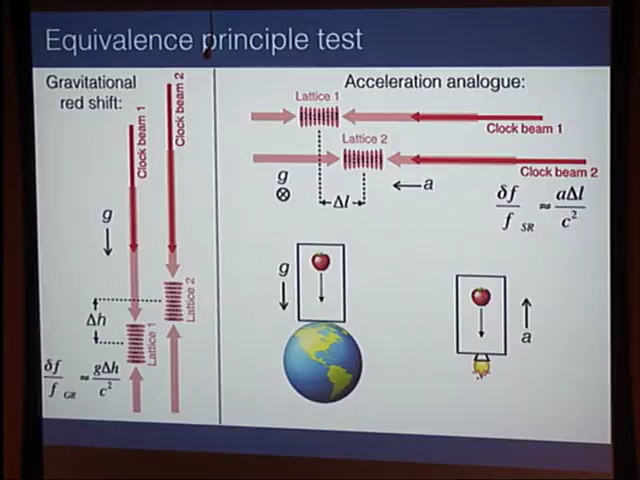 Equivalence principle test
Gravitational
red shift:
Clock beam 1
Clock beam 2
g
Δh
Lattice 1
Lattice 2
δf/f GR ≈ gΔh/c²
Acceleration analogue:
Lattice 1
Clock beam 1
Lattice 2
Clock beam 2
g
Δl
a
δf/f SR ≈ aΔl/c²
g
a